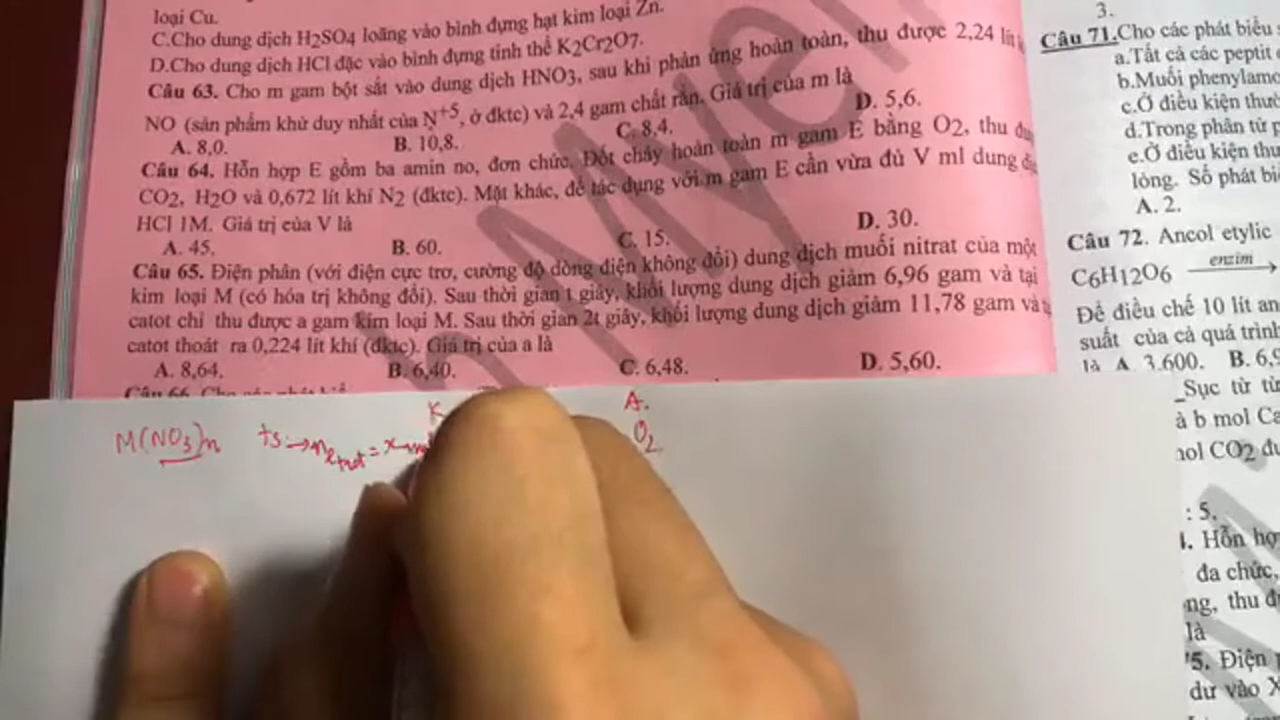 loại Cu.
C.Cho dung dịch H2SO4 loãng vào bình đựng hạt kim loại Zn.
D.Cho dung dịch HCl đặc vào bình đựng tinh thể K2Cr2O7.
Câu 63. Cho m gam bột sắt vào dung dịch HNO3, sau khi phản ứng hoàn toàn, thu được 2,24 lít
NO (sản phẩm khử duy nhất của N+5, ở đktc) và 2,4 gam chất rắn. Giá trị của m là
A. 8,0. B. 10,8. C. 8,4. D. 5,6.
Câu 64. Hỗn hợp E gồm ba amin no, đơn chức. Đốt cháy hoàn toàn m gam E bằng O2, thu
CO2, H2O và 0,672 lít khí N2 (đktc). Mặt khác, để tác dụng với m gam E cần vừa đủ V ml dung
HCl 1M. Giá trị của V là
A. 45. B. 60. C. 15. D. 30.
Câu 65. Điện phân (với điện cực trơ, cường độ dòng điện không đổi) dung dịch muối nitrat của một
kim loại M (có hóa trị không đổi). Sau thời gian t giây, khối lượng dung dịch giảm 6,96 gam và tại
catot chỉ thu được a gam kim loại M. Sau thời gian 2t giây, khối lượng dung dịch giảm 11,78 gam và
catot thoát ra 0,224 lít khí (đktc). Giá trị của a là
A. 8,64. B. 6,40. C. 6,48. D. 5,60.
Câu 66.
K A.
M(NO3)n ts → n e trot = x O2
3.
Câu 71.Cho các phát biểu
a.Tất cả các peptit
b.Muối phenylamo
c.Ở điều kiện thườ
d.Trong phân tử p
e.Ở điều kiện thu
lỏng. Số phát bi
A. 2.
Câu 72. Ancol etylic
C6H12O6 enzim →
Để điều chế 10 lít an
suất của cả quá trình
là A. 3.600. B. 6,9
_Sục từ từ
à b mol Ca
nol CO2 đu
: 5.
Hỗn hợ
đa chức,
ng, thu đ
là
'5. Điện
dư vào X